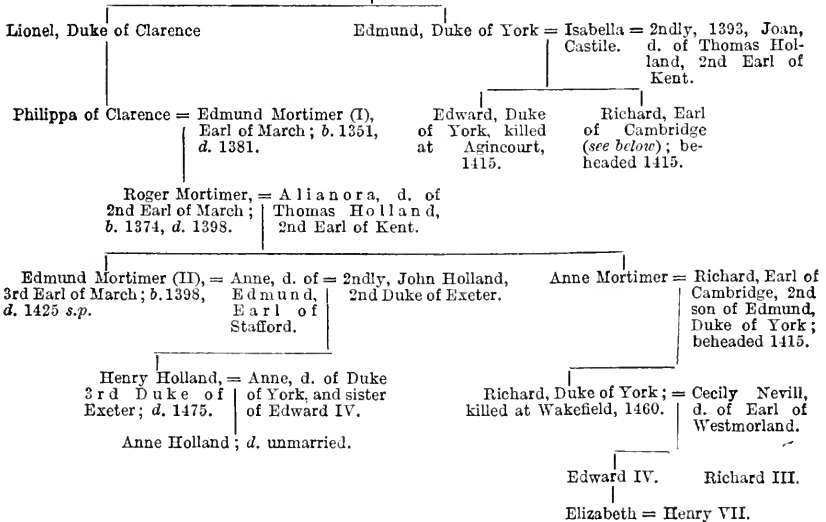 Lionel, Duke of Clarence
Edmund, Duke of York = Isabella = 2ndly, 1393, Joan,
Castile. d. of Thomas Hol-
land, 2nd Earl of
Kent.
Philippa of Clarence = Edmund Mortimer (I),
Earl of March; b. 1351,
d. 1381.
Edward, Duke
of York, killed
at Agincourt,
1415.
Richard, Earl
of Cambridge
(see below); be-
headed 1415.
Roger Mortimer, = Alianora, d. of
2nd Earl of March; Thomas Holland,
b. 1374, d. 1398. 2nd Earl of Kent.
Edmund Mortimer (II), = Anne, d. of = 2ndly, John Holland,
3rd Earl of March; b. 1398, Edmund, 2nd Duke of Exeter.
d. 1425 s.p. Earl of
Stafford.
Anne Mortimer = Richard, Earl of
Cambridge, 2nd
son of Edmund,
Duke of York;
beheaded 1415.
Henry Holland, = Anne, d. of Duke
3rd Duke of of York, and sister
Exeter; d. 1475. of Edward IV.
Anne Holland; d. unmarried.
Richard, Duke of York; = Cecily Nevill,
killed at Wakefield, 1460. d. of Earl of
Westmorland.
Edward IV. Richard III.
Elizabeth = Henry VII.